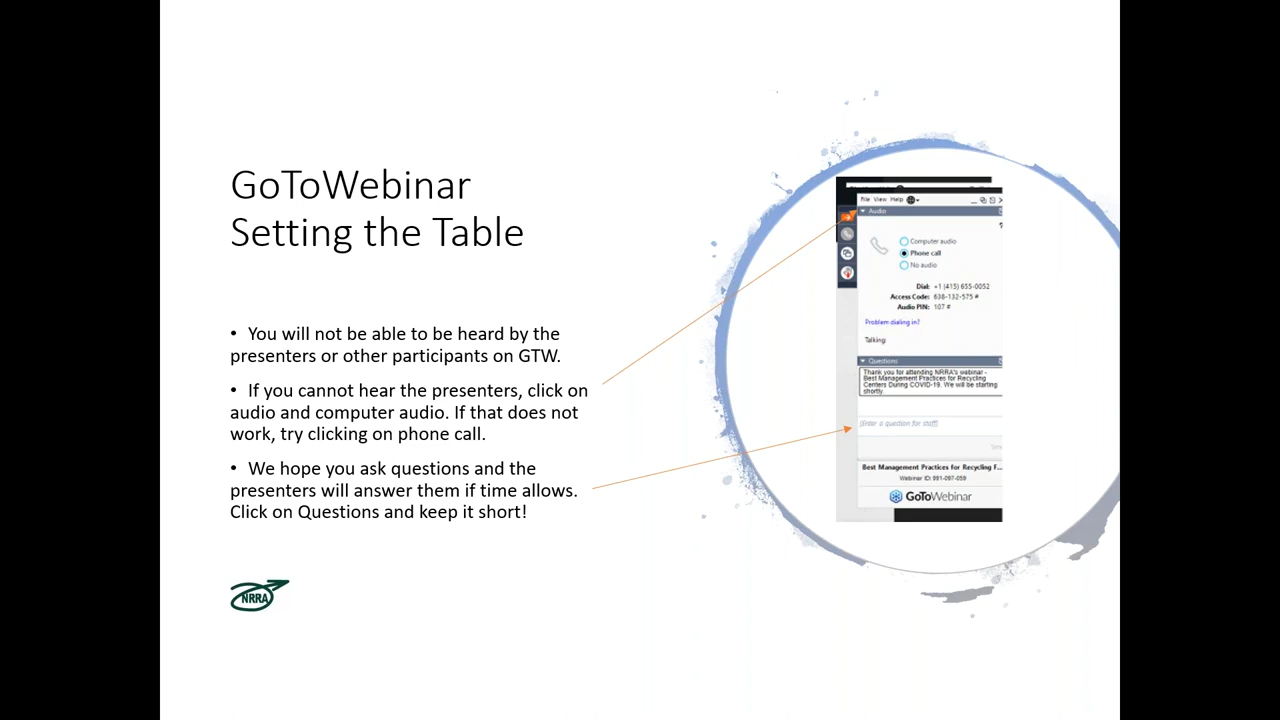 GoToWebinar
Setting the Table
• You will not be able to be heard by the
presenters or other participants on GTW.
• If you cannot hear the presenters, click on
audio and computer audio. If that does not
work, try clicking on phone call.
• We hope you ask questions and the
presenters will answer them if time allows.
Click on Questions and keep it short!
NRRA
File View Help
Audio
?
Computer audio
Phone call
No audio
Dial: +1 (415) 655-0052
Access Code: 638-132-575 #
Audio PIN: 107 #
Problem dialing in?
Talking:
Questions
Thank you for attending NRRA's webinar -
Best Management Practices for Recycling
Centers During COVID-19. We will be starting
shortly.
[Enter a question for staff]
Best Management Practices for Recycling F...
Webinar ID: 991-097-059
GoToWebinar